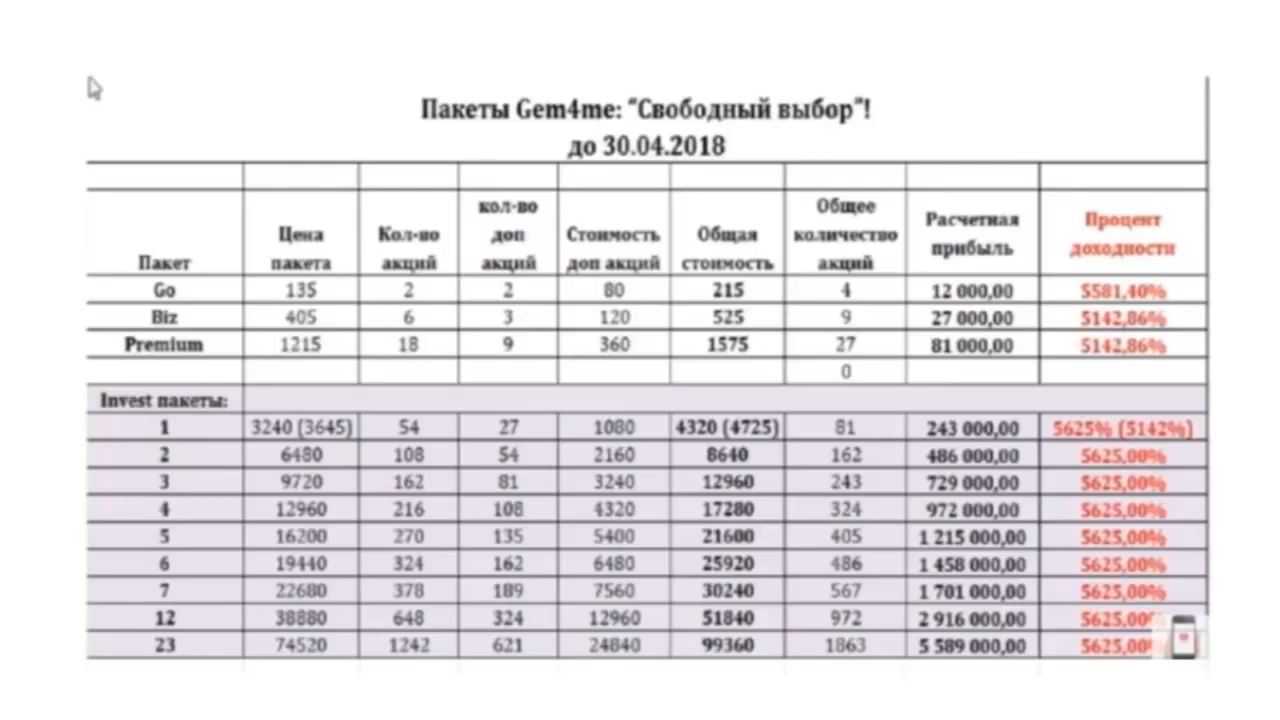 Пакеты Gem4me: "Свободный выбор"!
до 30.04.2018
Пакет Цена пакета Кол-во акций кол-во доп акций Стоимость доп акций Общая стоимость Общее количество акций Расчетная прибыль Процент доходности
Go 135 2 2 80 215 4 12 000,00 5581,40%
Biz 405 6 3 120 525 9 27 000,00 5142,86%
Premium 1215 18 9 360 1575 27 81 000,00 5142,86%
0
Invest пакеты:
1 3240 (3645) 54 27 1080 4320 (4725) 81 243 000,00 5625% (5142%)
2 6480 108 54 2160 8640 162 486 000,00 5625,00%
3 9720 162 81 3240 12960 243 729 000,00 5625,00%
4 12960 216 108 4320 17280 324 972 000,00 5625,00%
5 16200 270 135 5400 21600 405 1 215 000,00 5625,00%
6 19440 324 162 6480 25920 486 1 458 000,00 5625,00%
7 22680 378 189 7560 30240 567 1 701 000,00 5625,00%
12 38880 648 324 12960 51840 972 2 916 000,00 5625,00
23 74520 1242 621 24840 99360 1863 5 589 000,00 5625,00